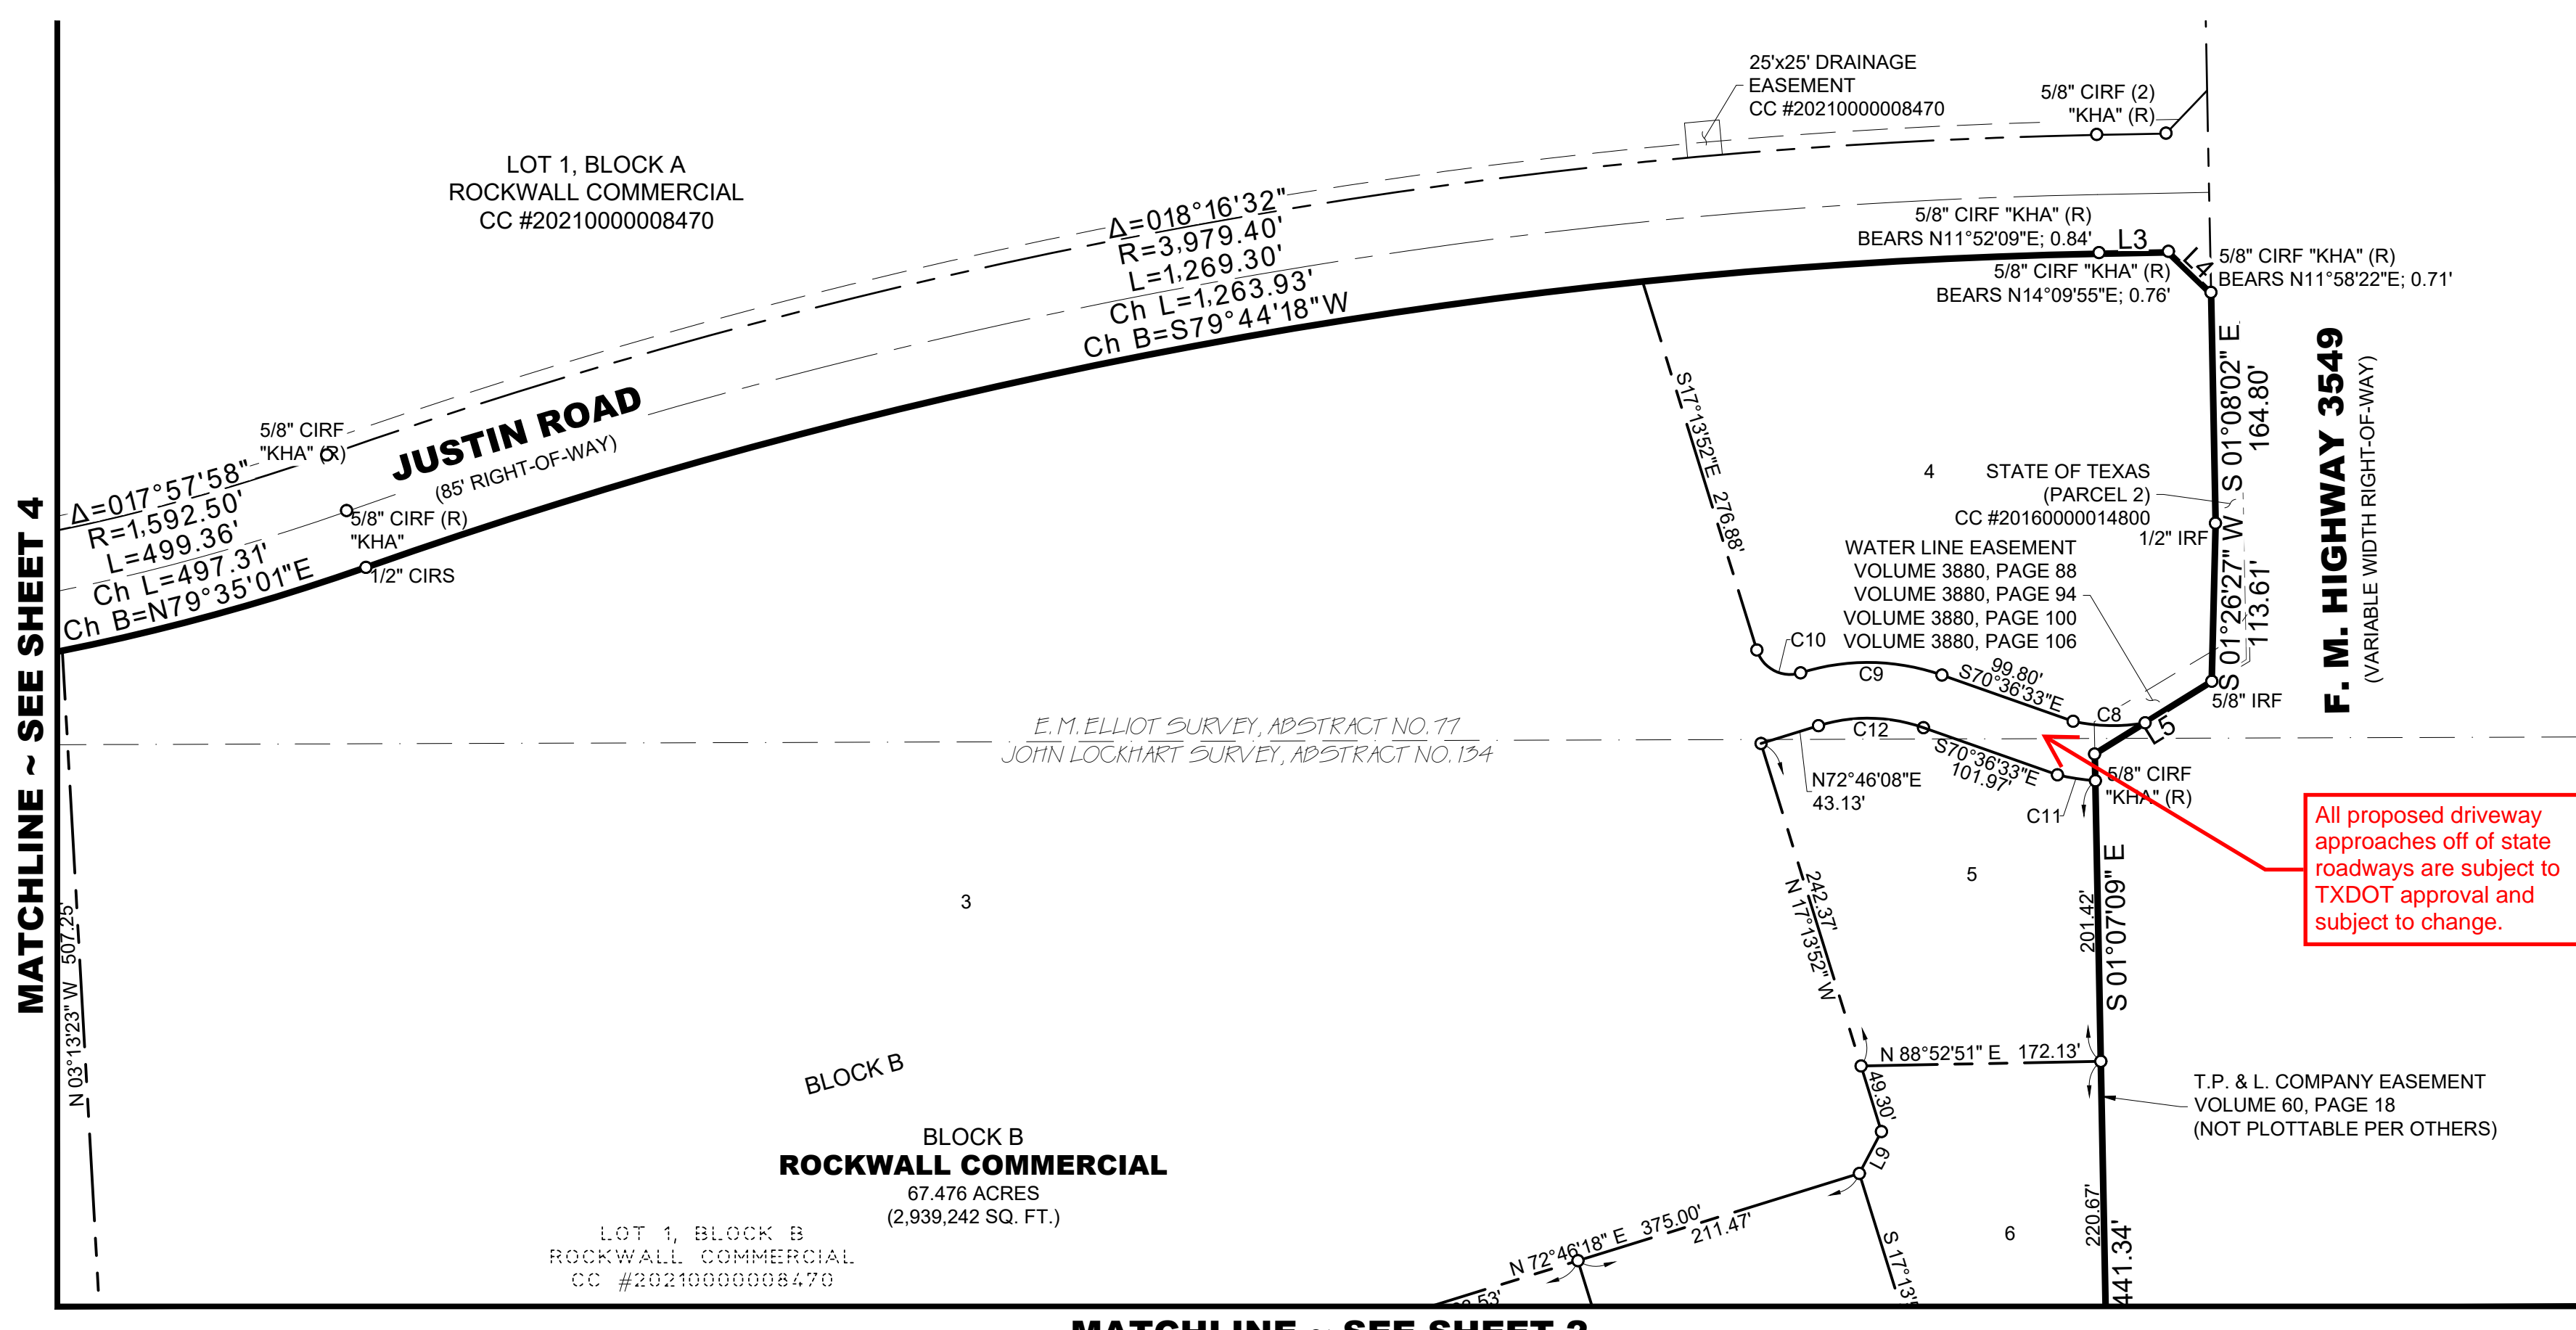 25'x25' DRAINAGE
EASEMENT
CC #20210000008470
5/8" CIRF (2)
"KHA" (R)
LOT 1, BLOCK A
ROCKWALL COMMERCIAL
CC #20210000008470
Δ=018°16'32"
R=3,979.40'
L=1,269.30'
Ch L=1,263.93'
Ch B=S79°44'18"W
5/8" CIRF "KHA" (R)
BEARS N11°52'09"E; 0.84'
L3
L4
5/8" CIRF "KHA" (R)
BEARS N14°09'55"E; 0.76'
5/8" CIRF "KHA" (R)
BEARS N11°58'22"E; 0.71'
JUSTIN ROAD
(85' RIGHT-OF-WAY)
5/8" CIRF
"KHA" (R)
Δ=017°57'58"
R=1,592.50'
L=499.36'
Ch L=497.31'
Ch B=N79°35'01"E
5/8" CIRF (R)
"KHA"
1/2" CIRS
S17°13'52"E 276.88'
4
STATE OF TEXAS
(PARCEL 2)
CC #20160000014800
1/2" IRF
S 01°08'02" E
164.80'
F. M. HIGHWAY 3549
(VARIABLE WIDTH RIGHT-OF-WAY)
WATER LINE EASEMENT
VOLUME 3880, PAGE 88
VOLUME 3880, PAGE 94
VOLUME 3880, PAGE 100
VOLUME 3880, PAGE 106
S 01°26'27" W
113.61'
C10
C9
99.80'
S70°36'33"E
C8
L5
5/8" IRF
E. M. ELLIOT SURVEY, ABSTRACT NO. 77
JOHN LOCKHART SURVEY, ABSTRACT NO. 134
C12
S70°36'33"E
101.97'
N72°46'08"E
43.13'
C11
5/8" CIRF
"KHA" (R)
All proposed driveway
approaches off of state
roadways are subject to
TXDOT approval and
subject to change.
MATCHLINE ~ SEE SHEET 4
N 03°13'23" W 507.25'
3
5
242.37'
N 17°13'52" W
201.42'
S 01°07'09" E
N 88°52'51" E 172.13'
49.30'
L9
T.P. & L. COMPANY EASEMENT
VOLUME 60, PAGE 18
(NOT PLOTTABLE PER OTHERS)
BLOCK B
BLOCK B
ROCKWALL COMMERCIAL
67.476 ACRES
(2,939,242 SQ. FT.)
LOT 1, BLOCK B
ROCKWALL COMMERCIAL
CC #20210000008470
N 72°46'18" E 375.00'
211.47'
S 17°13'
6
220.67'
441.34'
MATCHLINE ~ SEE SHEET 2